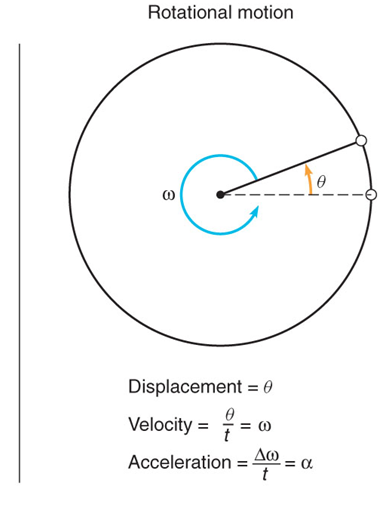 Rotational motion
θ
ω
Displacement = θ
Velocity = θ/t = ω
Acceleration = Δω/t = α